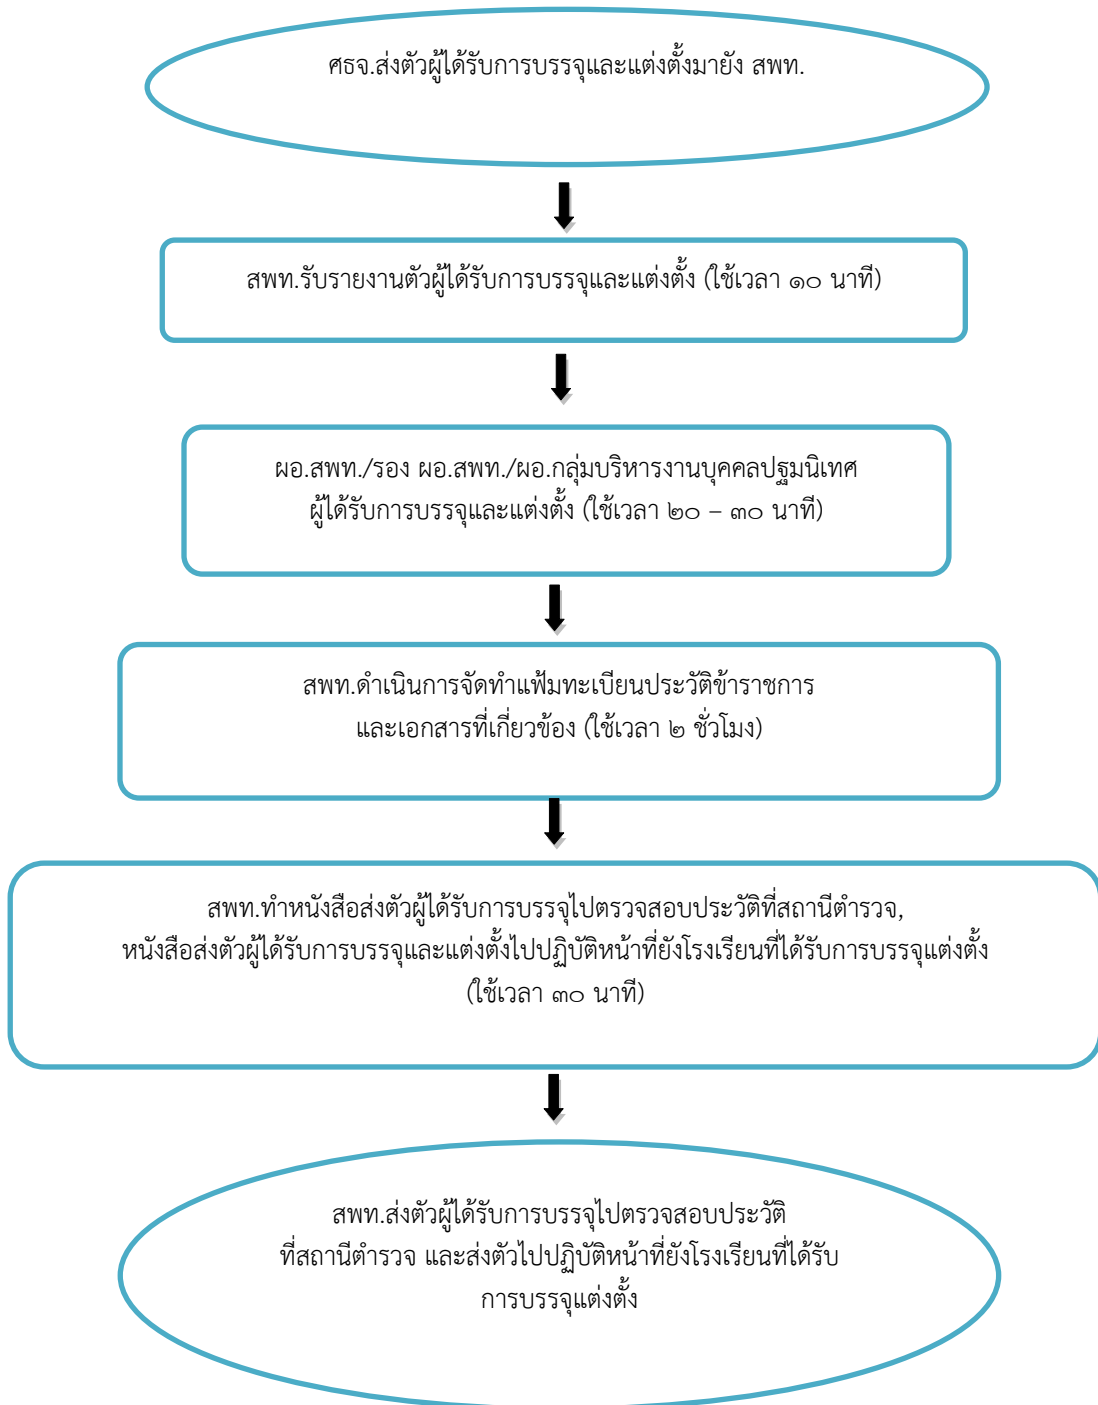 ศธจ.ส่งตัวผู้ได้รับการบรรจุและแต่งตั้งมายัง สพท.
สพท.รับรายงานตัวผู้ได้รับการบรรจุและแต่งตั้ง (ใช้เวลา ๑๐ นาที)
ผอ.สพท./รอง ผอ.สพท./ผอ.กลุ่มบริหารงานบุคคลปฐมนิเทศ
ผู้ได้รับการบรรจุและแต่งตั้ง (ใช้เวลา ๒๐ – ๓๐ นาที)
สพท.ดำเนินการจัดทำแฟ้มทะเบียนประวัติข้าราชการ
และเอกสารที่เกี่ยวข้อง (ใช้เวลา ๒ ชั่วโมง)
สพท.ทำหนังสือส่งตัวผู้ได้รับการบรรจุไปตรวจสอบประวัติที่สถานีตำรวจ,
หนังสือส่งตัวผู้ได้รับการบรรจุและแต่งตั้งไปปฏิบัติหน้าที่ยังโรงเรียนที่ได้รับการบรรจุแต่งตั้ง
(ใช้เวลา ๓๐ นาที)
สพท.ส่งตัวผู้ได้รับการบรรจุไปตรวจสอบประวัติ
ที่สถานีตำรวจ และส่งตัวไปปฏิบัติหน้าที่ยังโรงเรียนที่ได้รับ
การบรรจุแต่งตั้ง